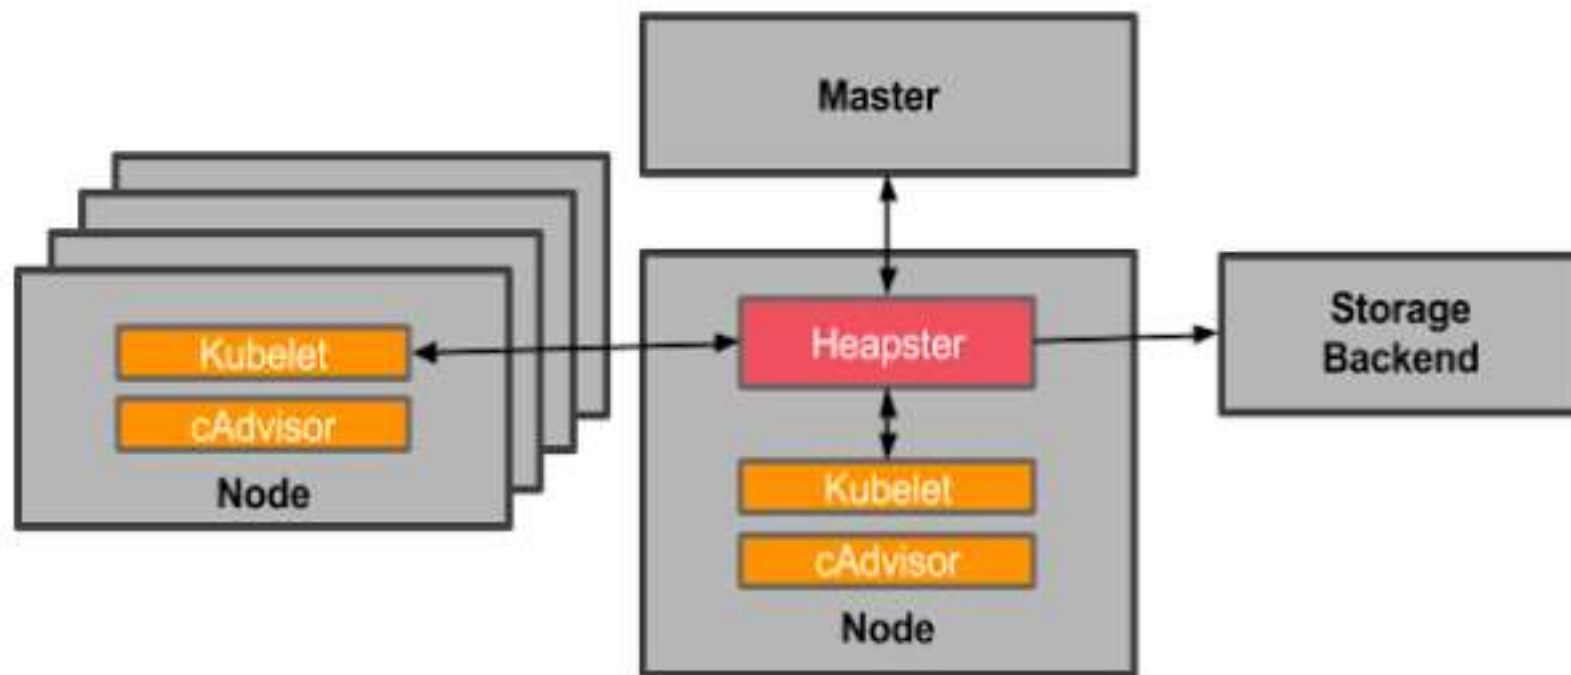 Master
Kubelet
cAdvisor
Node
Heapster
Kubelet
cAdvisor
Node
Storage
Backend